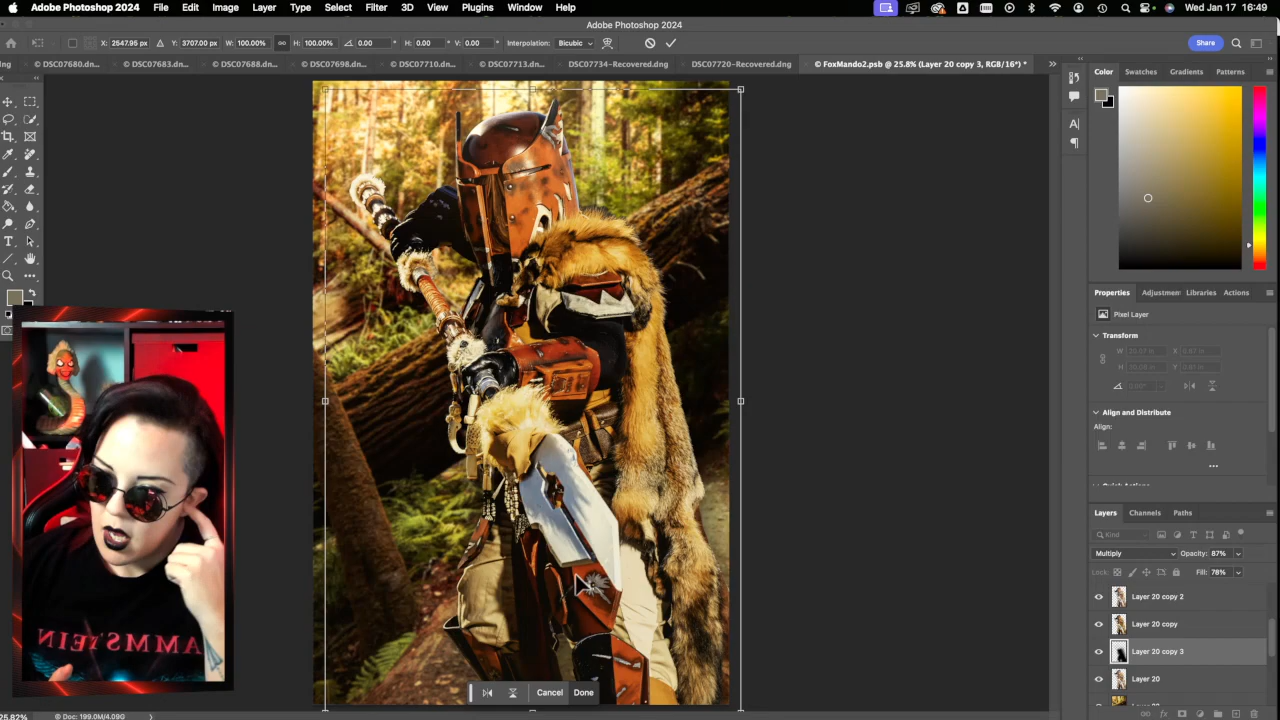 Adobe Photoshop 2024 File Edit Image Layer Type Select Filter 3D View Plugins Window Help Wed Jan 17 16:49
Adobe Photoshop 2024
X: 2547.95 px Y: 3707.00 px W: 100.00% H: 100.00% 0.00 H: 0.00 V: 0.00 Interpolation: Bicubic Share
ng © DSC07680.dn... © DSC07683.dn... © DSC07688.dn... © DSC07698.dn... © DSC07710.dn... © DSC07713.dn... DSC07734-Recovered.dng DSC07720-Recovered.dng © FoxMando2.psb @ 25.8% (Layer 20 copy 3, RGB/16*) *
Color Swatches Gradients Patterns
Properties Adjustmen Libraries Actions
Pixel Layer
Transform
Align and Distribute
Align:
Layers Channels Paths
Kind
Multiply Opacity: 87%
Lock: Fill: 78%
Layer 20 copy 2
Layer 20 copy
Layer 20 copy 3
Layer 20
Cancel Done
AMMSTEIN
25.82% Doc: 199.0M/4.09G